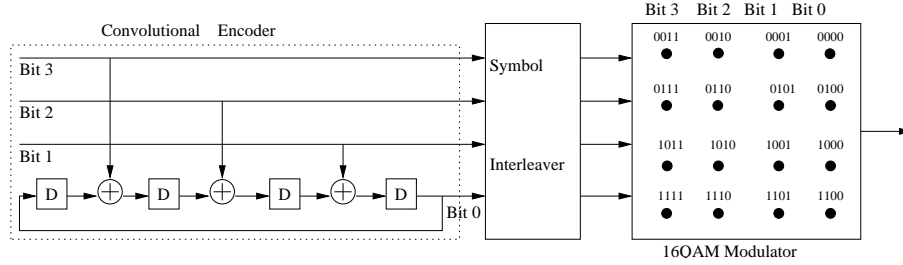 Bit 3 Bit 2 Bit 1 Bit 0
Convolutional Encoder
0011 0010 0001 0000
Bit 3
Symbol
0111 0110 0101 0100
Bit 2
Bit 1
Interleaver
1011 1010 1001 1000
D D D D
Bit 0
1111 1110 1101 1100
16QAM Modulator